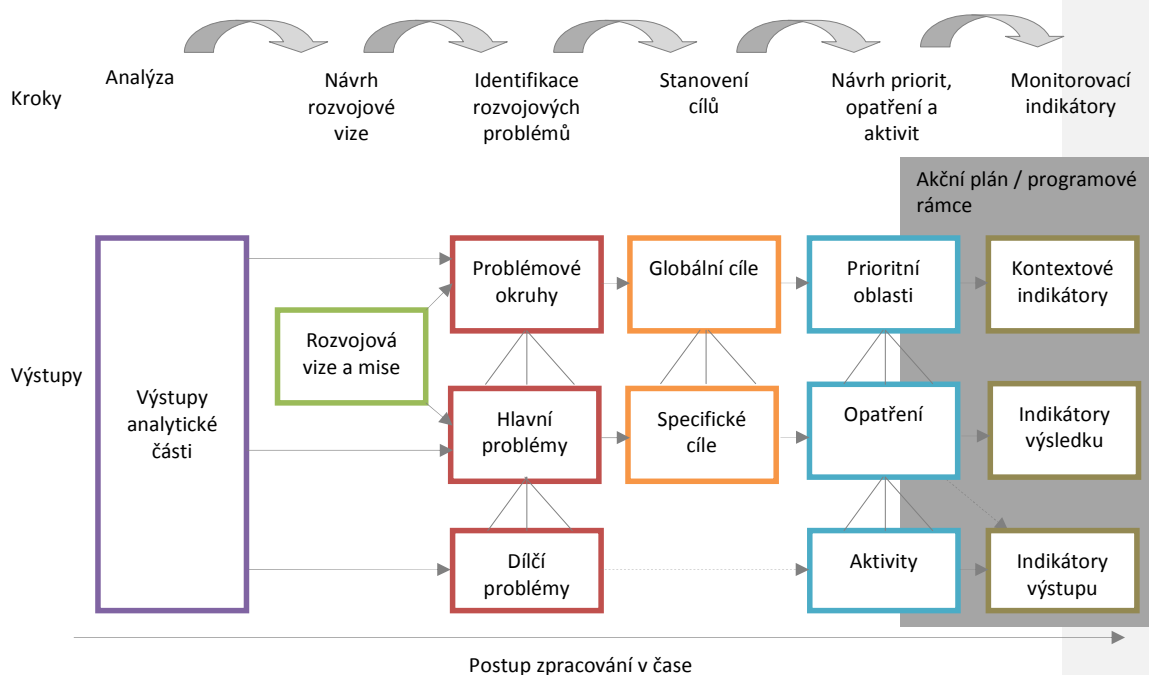 Kroky
Analýza
Návrh
rozvojové
vize
Identifikace
rozvojových
problémů
Stanovení
cílů
Návrh priorit,
opatření a
aktivit
Monitorovací
indikátory
Akční plán / programové
rámce
Výstupy
Výstupy
analytické
části
Rozvojová
vize a mise
Problémové
okruhy
Globální cíle
Prioritní
oblasti
Kontextové
indikátory
Hlavní
problémy
Specifické
cíle
Opatření
Indikátory
výsledku
Dílčí
problémy
Aktivity
Indikátory
výstupu
Postup zpracování v čase